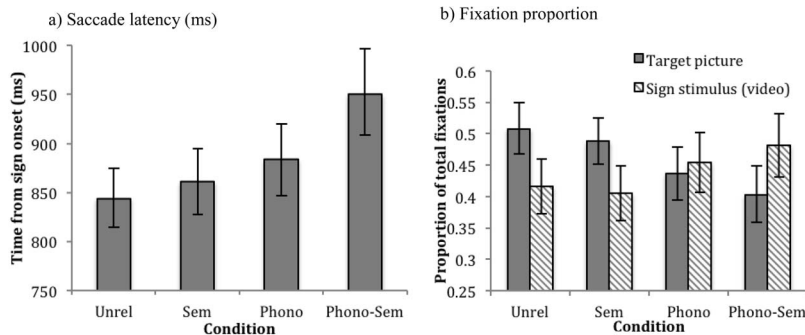 a) Saccade latency (ms)
Time from sign onset (ms)
1000
950
900
850
800
750
Unrel
Sem
Phono
Phono-Sem
Condition
b) Fixation proportion
Target picture
Sign stimulus (video)
Proportion of total fixations
0.6
0.55
0.5
0.45
0.4
0.35
0.3
0.25
Unrel
Sem
Phono
Phono-Sem
Condition